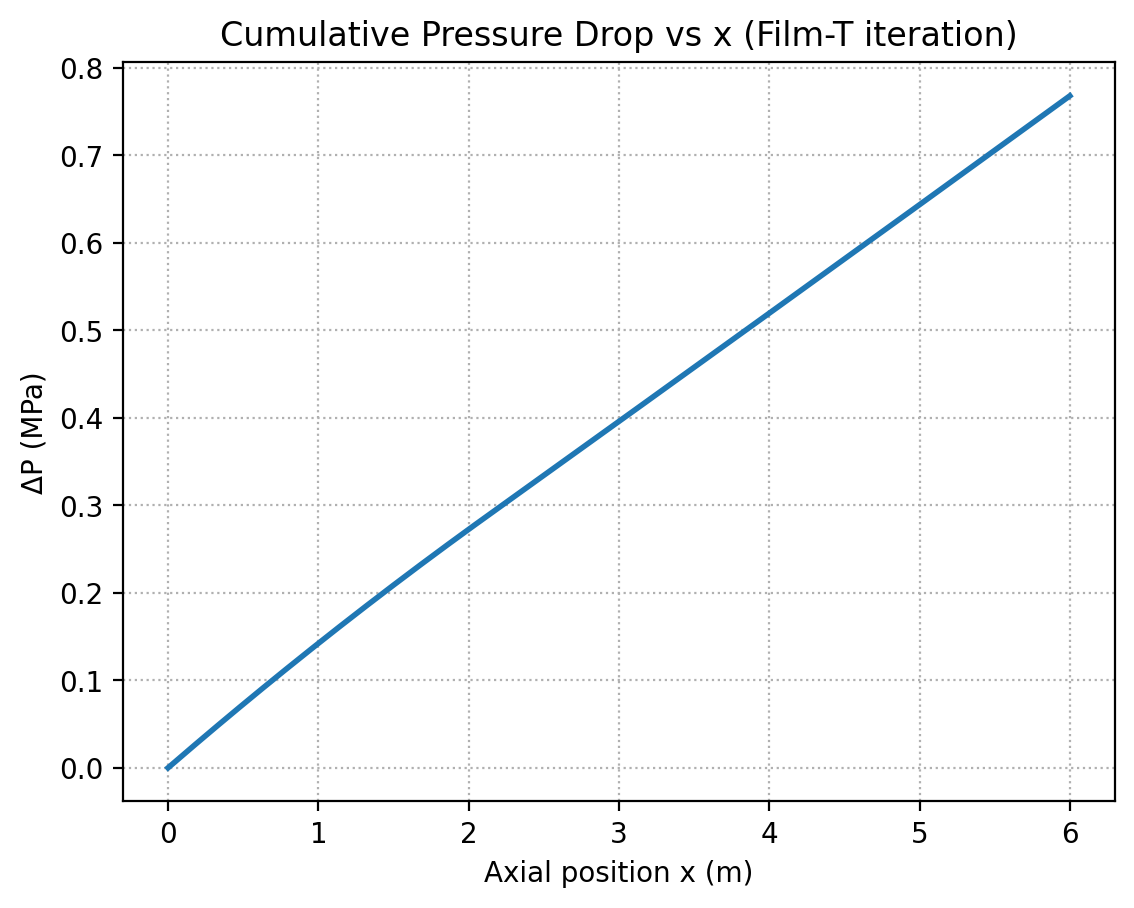 Cumulative Pressure Drop vs x (Film-T iteration)
0.8
0.7
0.6
0.5
0.4
0.3
0.2
0.1
0.0
ΔP (MPa)
0 1 2 3 4 5 6
Axial position x (m)